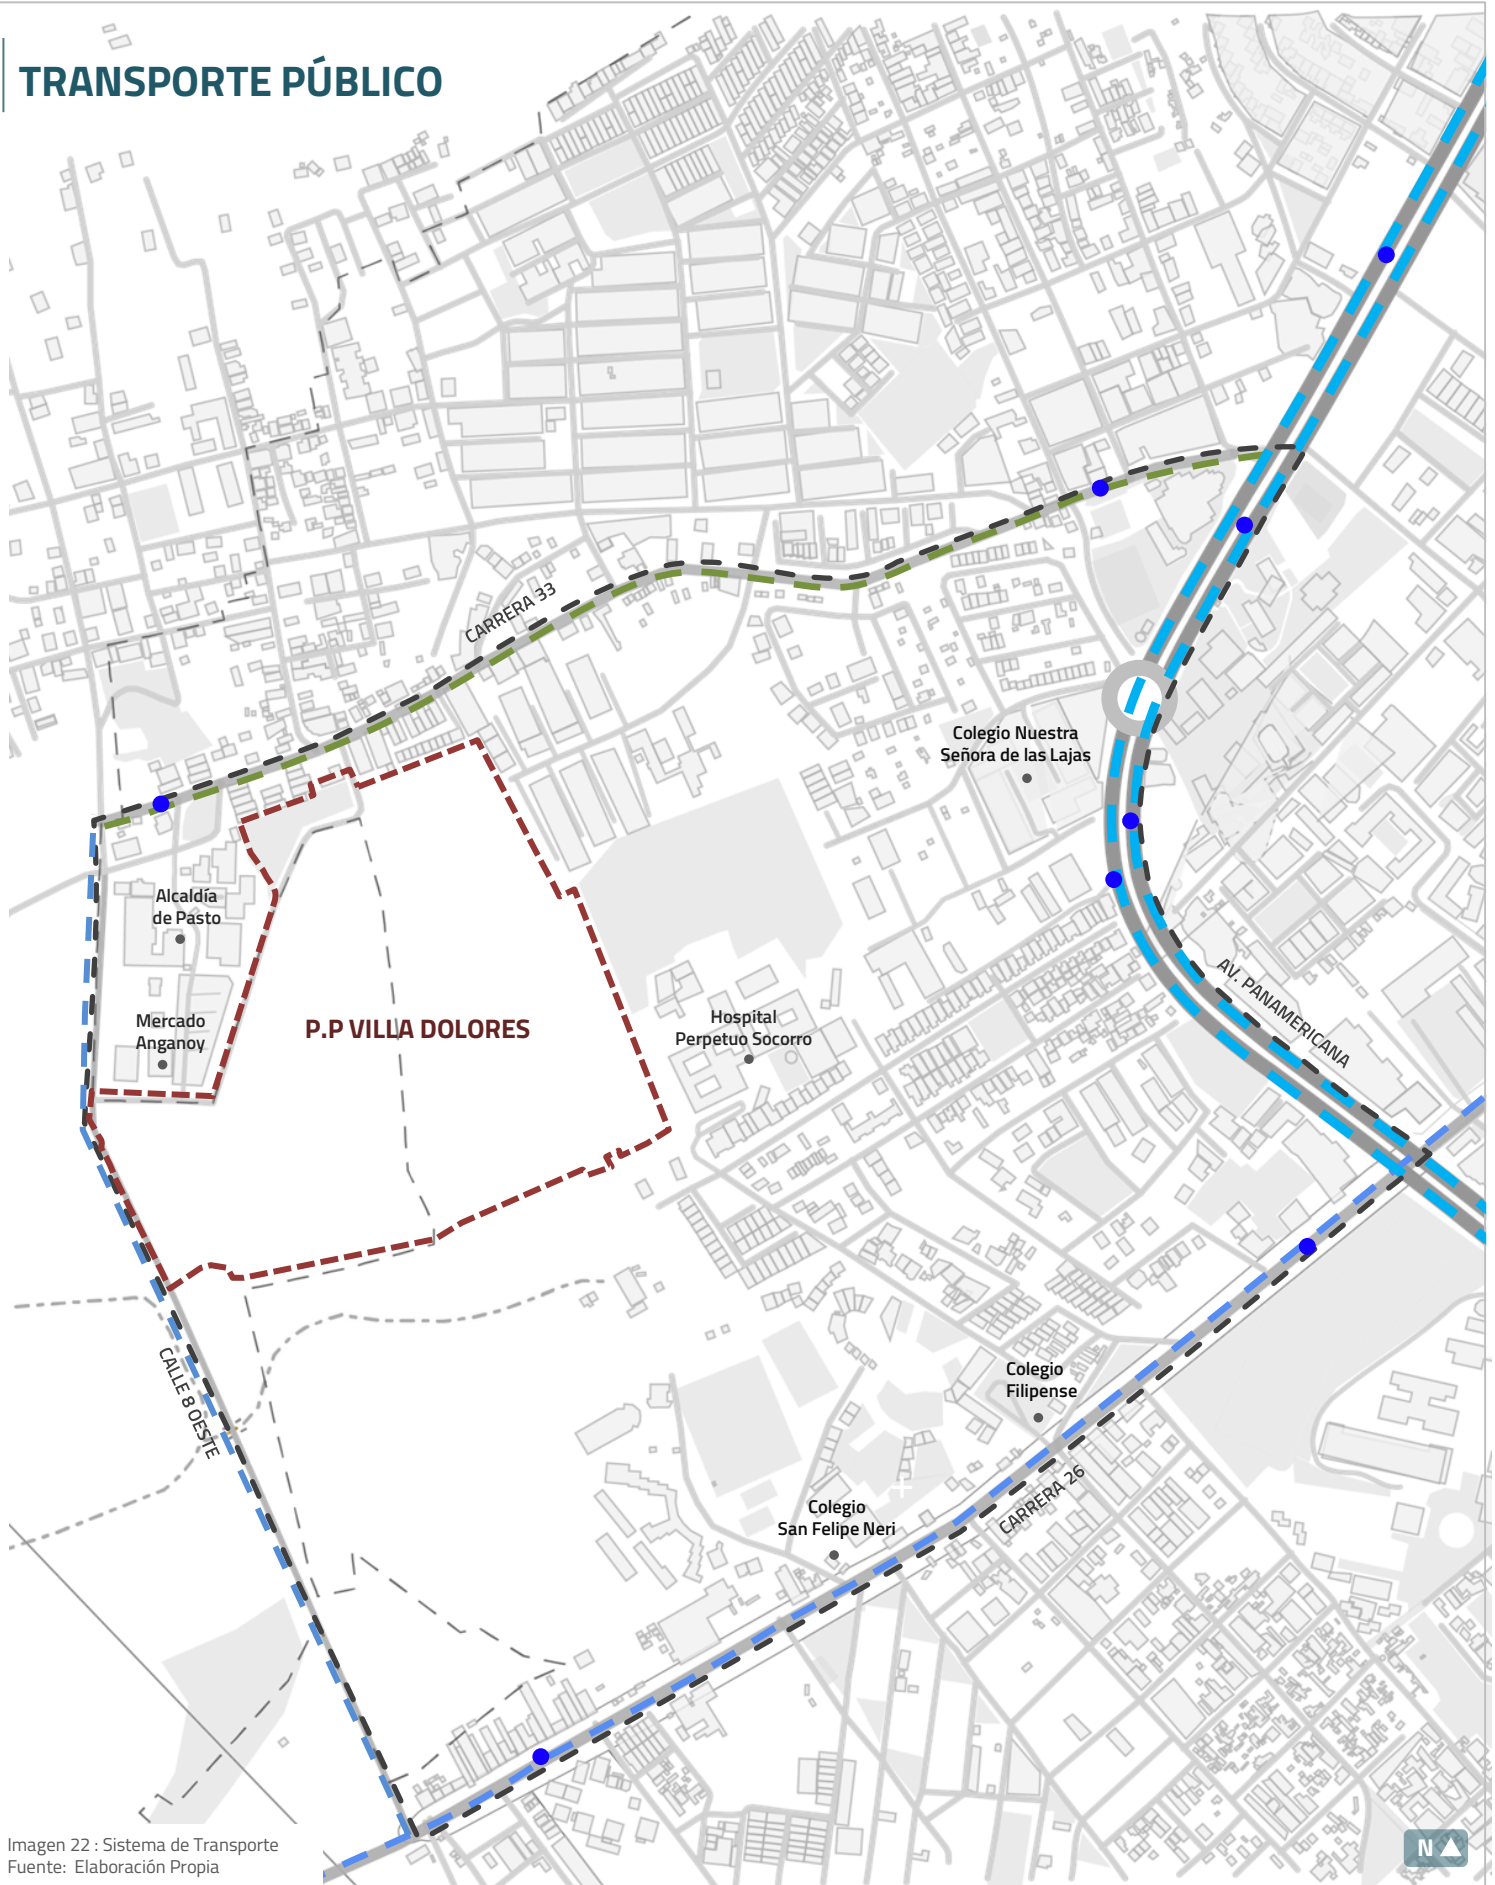 TRANSPORTE PÚBLICO
CARRERA 33
Colegio Nuestra
Señora de las Lajas
Alcaldía
de Pasto
Mercado
Anganoy
P.P VILLA DOLORES
Hospital
Perpetuo Socorro
AV. PANAMERICANA
CALLE 8 OESTE
Colegio
Filipense
CARRERA 26
Colegio
San Felipe Neri
Imagen 22 : Sistema de Transporte
Fuente: Elaboración Propia
N